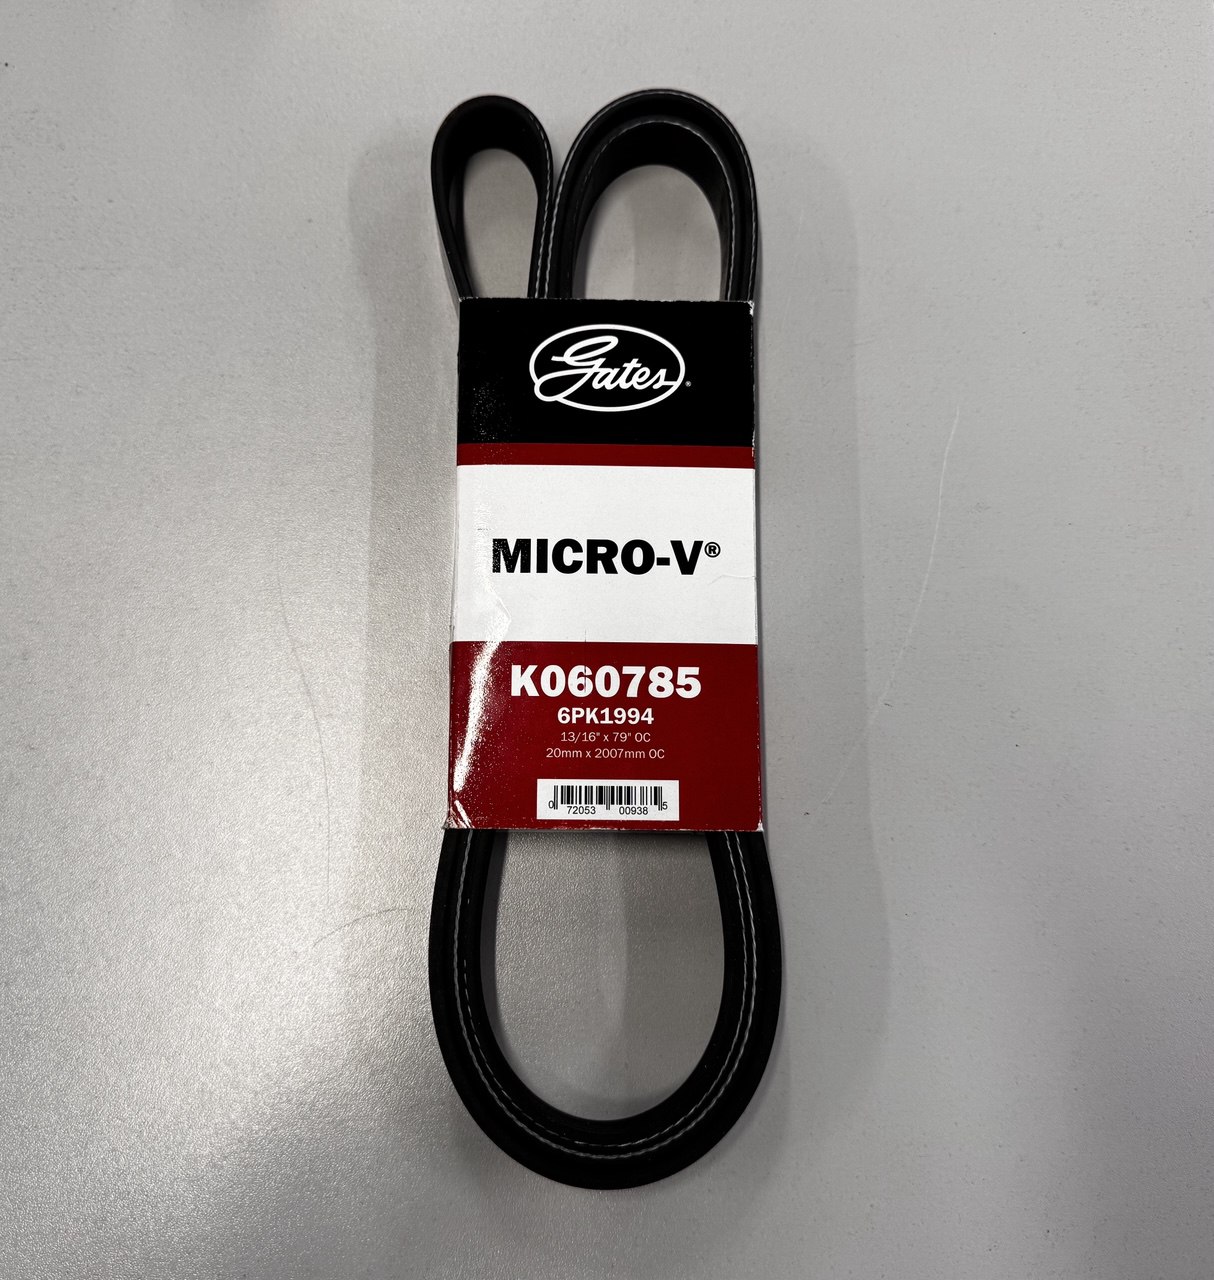 Gates®
MICRO-V®
K060785
6PK1994
13/16" x 79" OC
20mm x 2007mm OC
0 72053 00938 5